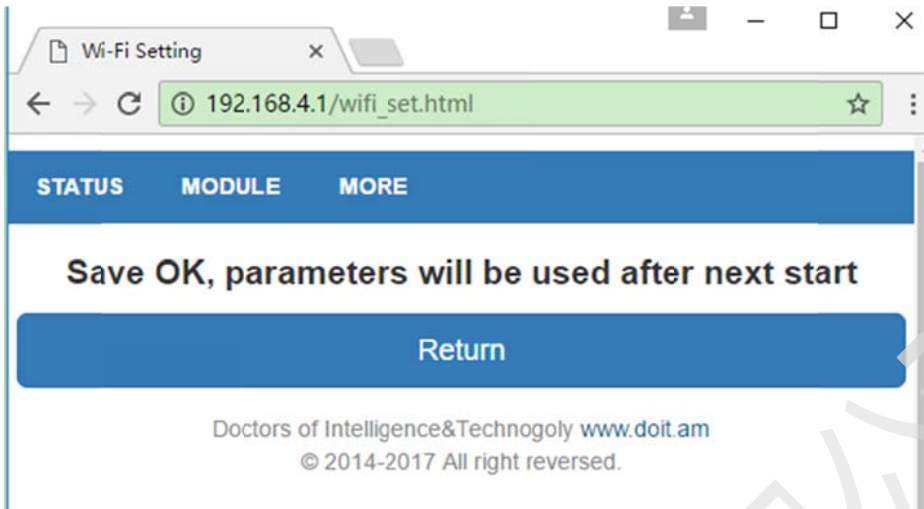 Wi-Fi Setting
192.168.4.1/wifi_set.html
STATUS MODULE MORE
Save OK, parameters will be used after next start
Return
Doctors of Intelligence&Technogoly www.doit.am
© 2014-2017 All right reversed.